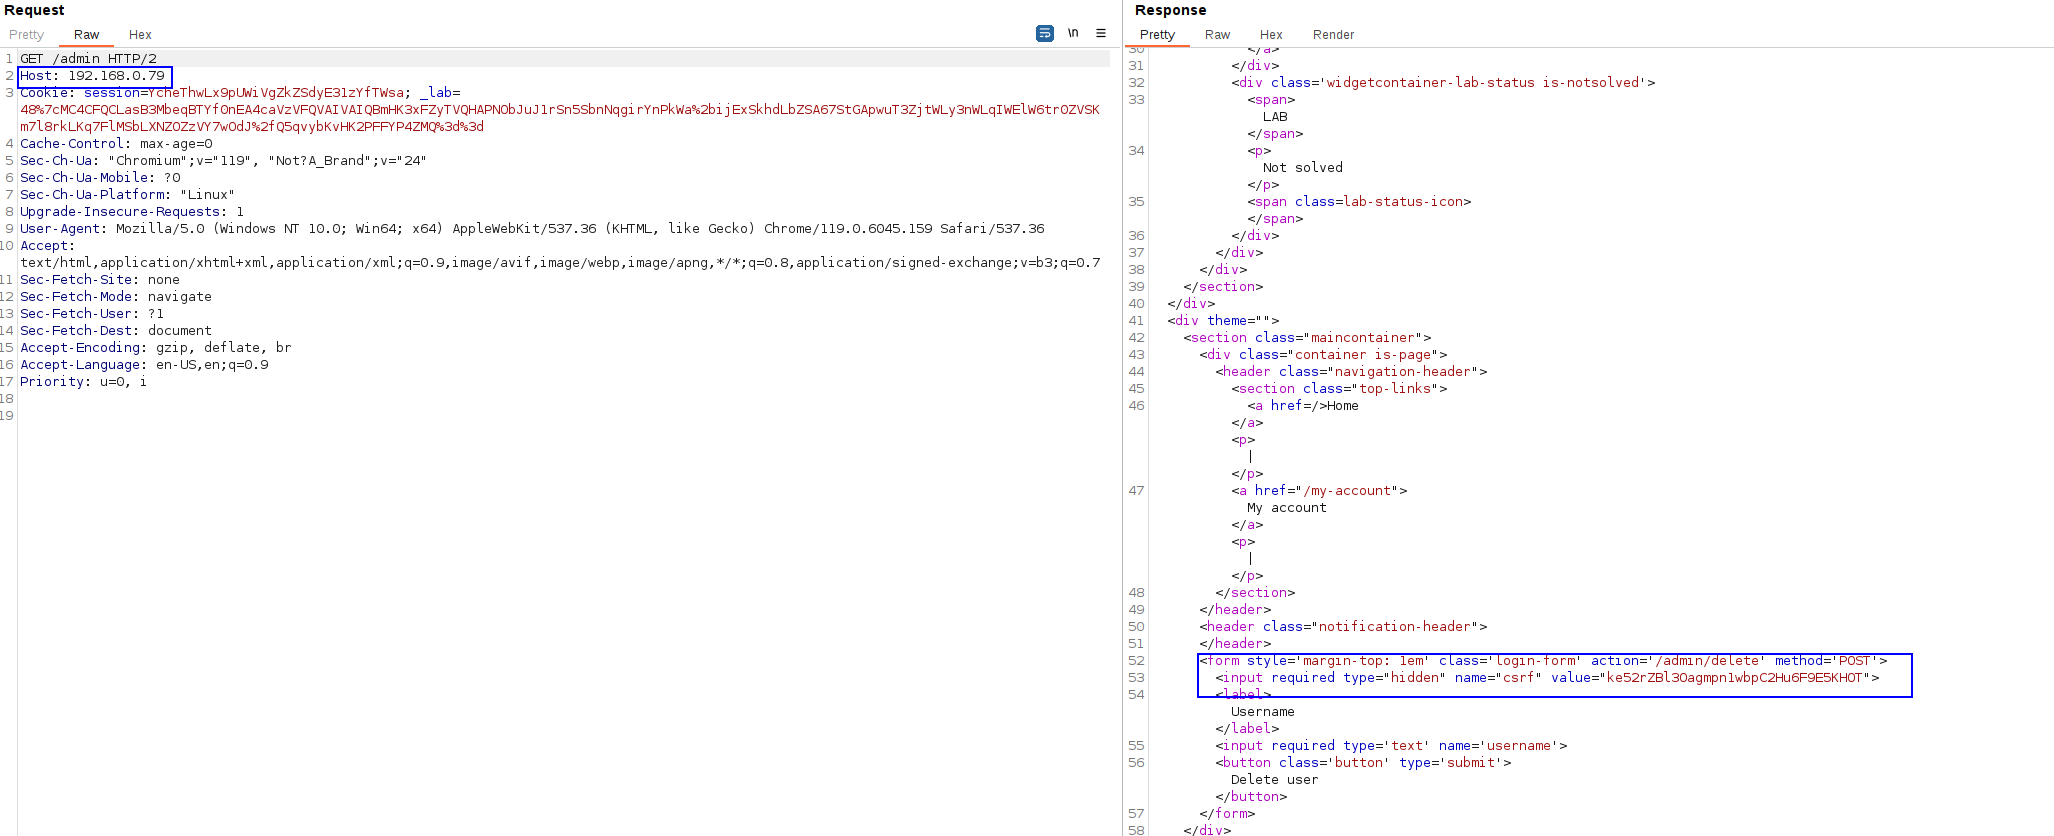 Request
Pretty Raw Hex
\n
1 GET /admin HTTP/2
2 Host: 192.168.0.79
3 Cookie: session=YcheThwLx9pUWiVgZkZSdyE31zYfTWsa; _lab=
48%7cMC4CFQCLasB3MbeqBTYf0nEA4caVzVFQVAIVAIQBmHK3xFZyTVQHAPNObJuJ1rSn5SbnNqgirYnPkWa%2bijExSkhdLbZSA67StGApwuT3ZjtWLy3nWLqIWElW6tr0ZVSK
m7l8rkLKq7FlMSbLXNZ0ZzVY7wOdJ%2fQ5qvybKvHK2PFFYP4ZMQ%3d%3d
4 Cache-Control: max-age=0
5 Sec-Ch-Ua: "Chromium";v="119", "Not?A_Brand";v="24"
6 Sec-Ch-Ua-Mobile: ?0
7 Sec-Ch-Ua-Platform: "Linux"
8 Upgrade-Insecure-Requests: 1
9 User-Agent: Mozilla/5.0 (Windows NT 10.0; Win64; x64) AppleWebKit/537.36 (KHTML, like Gecko) Chrome/119.0.6045.159 Safari/537.36
10 Accept:
text/html,application/xhtml+xml,application/xml;q=0.9,image/avif,image/webp,image/apng,*/*;q=0.8,application/signed-exchange;v=b3;q=0.7
11 Sec-Fetch-Site: none
12 Sec-Fetch-Mode: navigate
13 Sec-Fetch-User: ?1
14 Sec-Fetch-Dest: document
15 Accept-Encoding: gzip, deflate, br
16 Accept-Language: en-US,en;q=0.9
17 Priority: u=0, i
18
19
Response
Pretty Raw Hex Render
30 </a>
31 </div>
32 <div class='widgetcontainer-lab-status is-notsolved'>
33 <span>
LAB
</span>
34 <p>
Not solved
</p>
35 <span class=lab-status-icon>
</span>
36 </div>
37 </div>
38 </div>
39 </section>
40 </div>
41 <div theme="">
42 <section class="maincontainer">
43 <div class="container is-page">
44 <header class="navigation-header">
45 <section class="top-links">
46 <a href=/>Home
</a>
<p>
|
</p>
47 <a href="/my-account">
My account
</a>
<p>
|
</p>
48 </section>
49 </header>
50 <header class="notification-header">
51 </header>
52 <form style='margin-top: 1em' class='login-form' action='/admin/delete' method='POST'>
53 <input required type="hidden" name="csrf" value="ke52rZBl3Oagmpn1wbpC2Hu6F9E5KHOT">
54 <label>
Username
</label>
55 <input required type='text' name='username'>
56 <button class='button' type='submit'>
Delete user
</button>
57 </form>
58 </div>